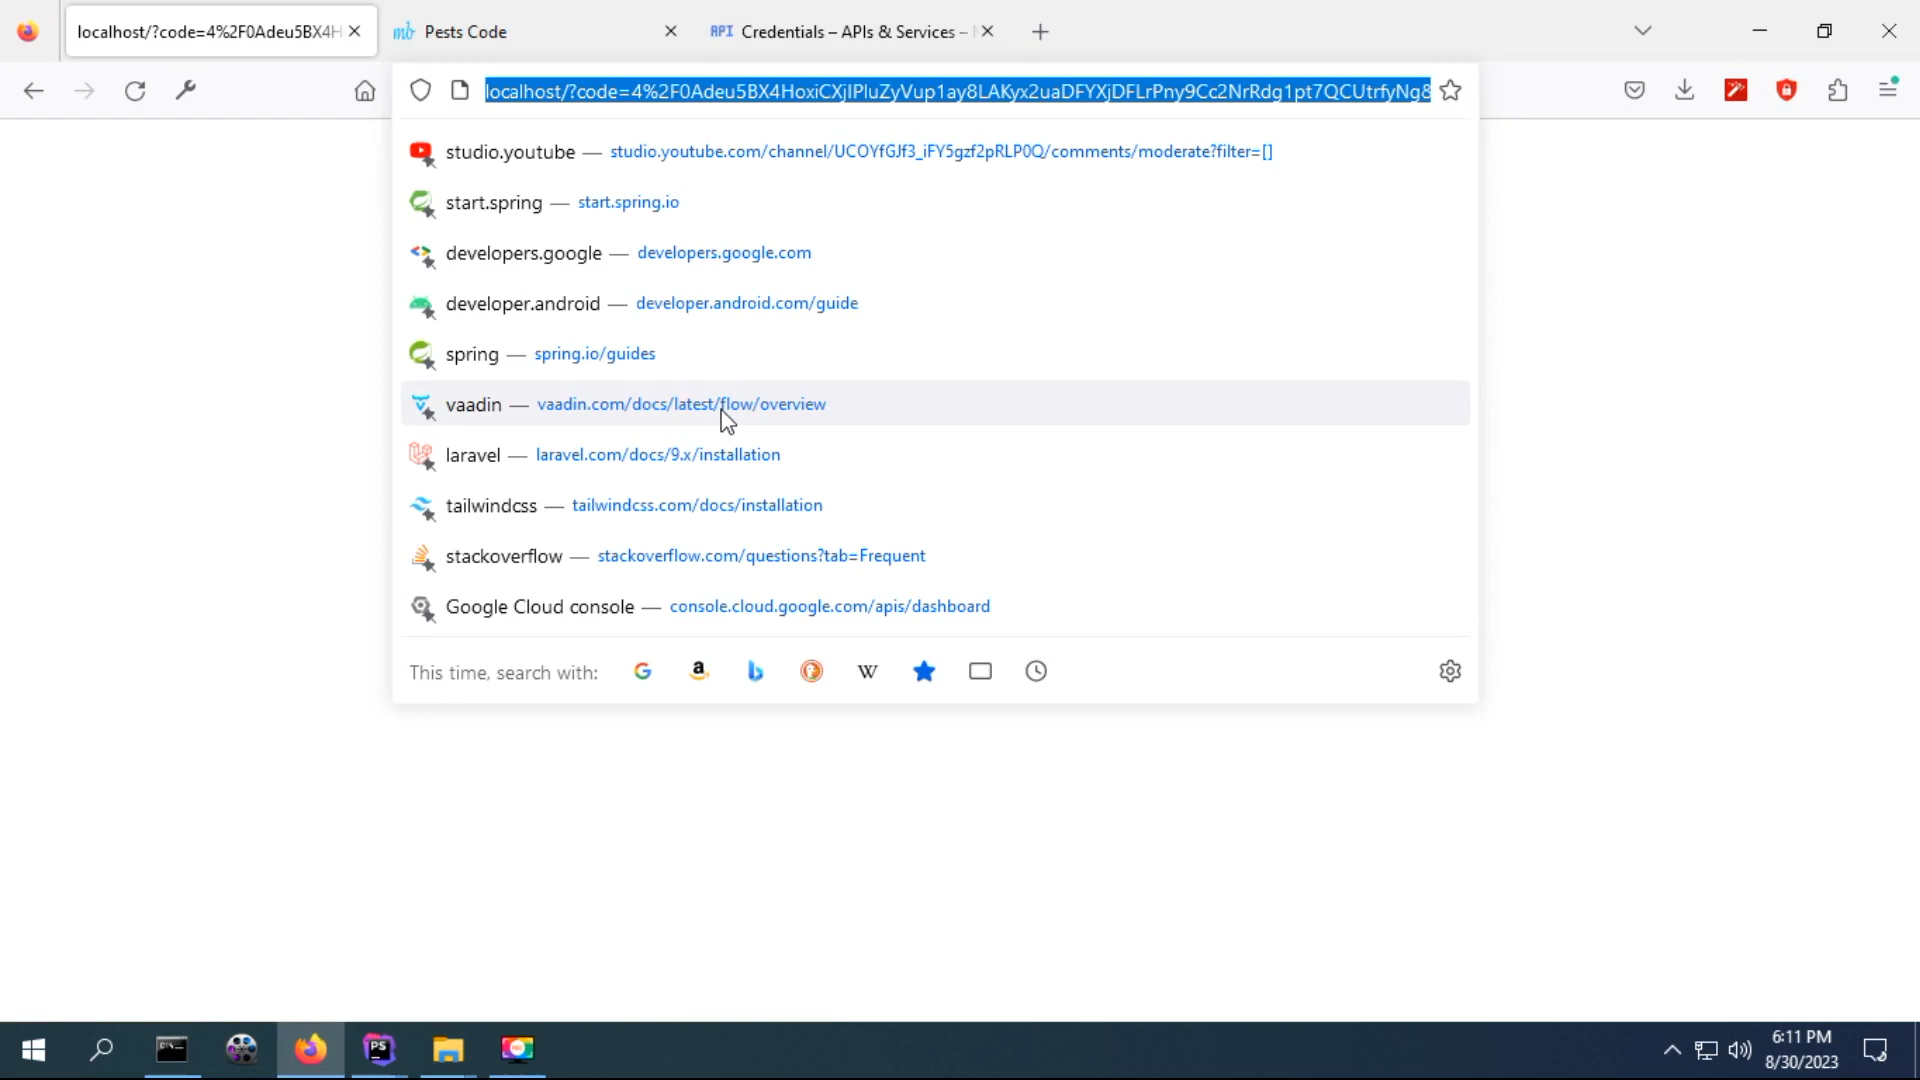 localhost/?code=4%2F0Adeu5BX4H
Pests Code
API Credentials – APIs & Services –
localhost/?code=4%2F0Adeu5BX4HoxiCXjIPluZyVup1ay8LAKyx2uaDFYXjDFLrPny9Cc2NrRdg1pt7QCUtrfyNg&
studio.youtube — studio.youtube.com/channel/UCOYfGJf3_iFY5gzf2pRLP0Q/comments/moderate?filter=[]
start.spring — start.spring.io
developers.google — developers.google.com
developer.android — developer.android.com/guide
spring — spring.io/guides
vaadin — vaadin.com/docs/latest/flow/overview
laravel — laravel.com/docs/9.x/installation
tailwindcss — tailwindcss.com/docs/installation
stackoverflow — stackoverflow.com/questions?tab=Frequent
Google Cloud console — console.cloud.google.com/apis/dashboard
This time, search with:
6:11 PM
8/30/2023